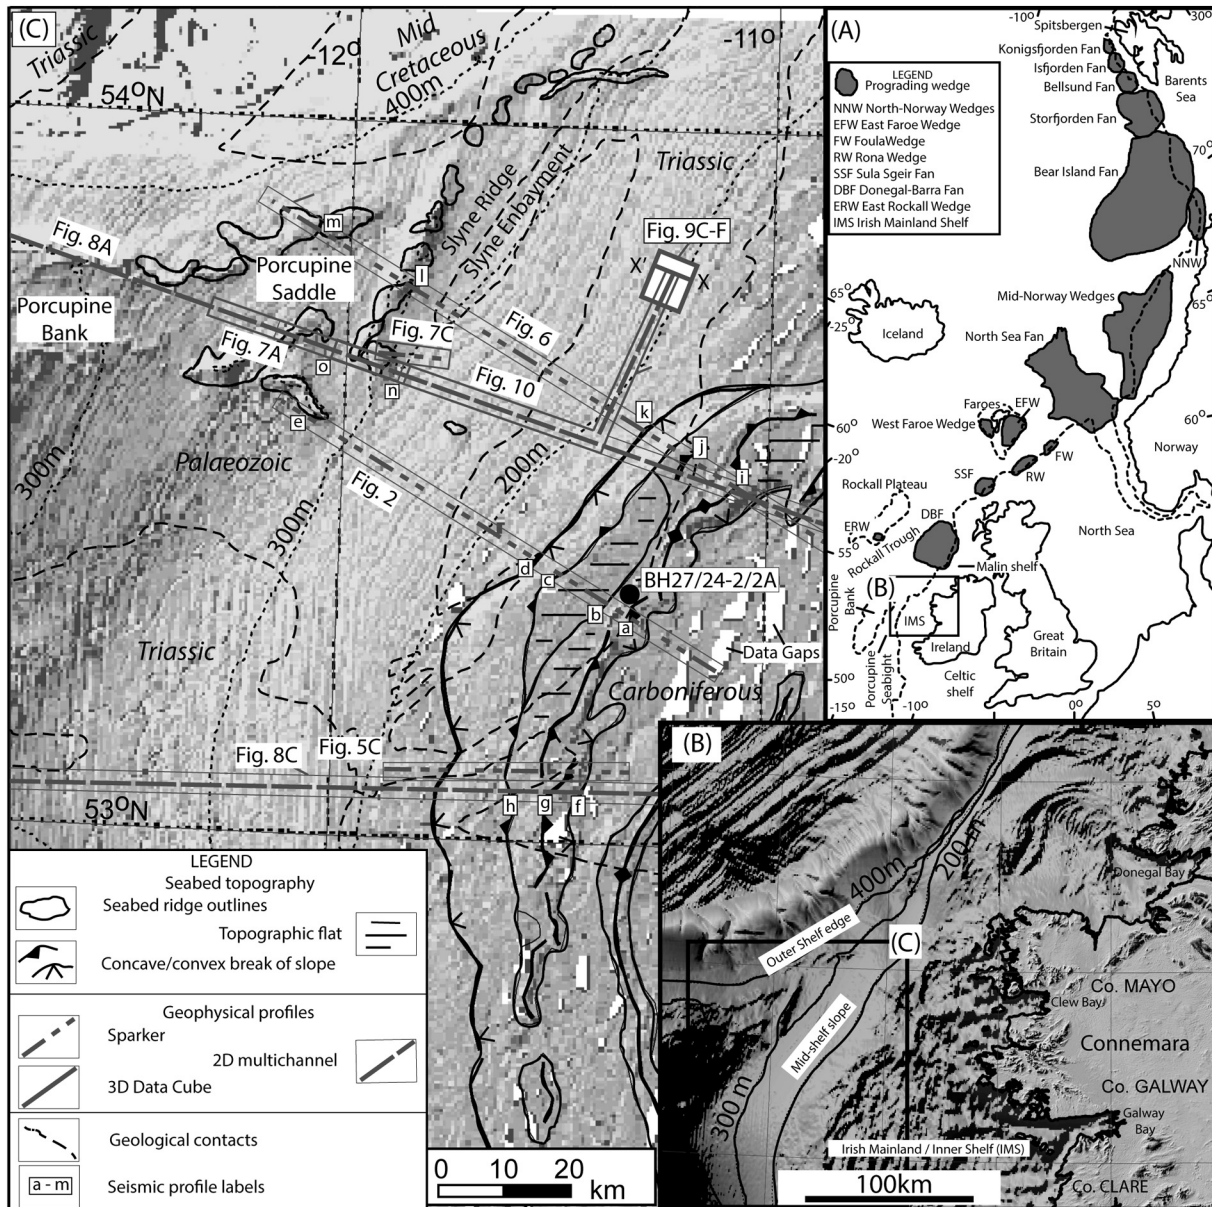 (C)
Triassic
-12o
Mid
Cretaceous
400m
-11o
54oN
Triassic
Slyne Ridge
Slyne Enbayment
m
Fig. 9C-F
X'
X
Fig. 8A
Porcupine
Saddle
l
Porcupine
Bank
Fig. 6
Fig. 7C
Fig. 7A
o
n
Fig. 10
e
k
j
i
300m
Palaeozoic
200m
Fig. 2
300m
d
c
b
a
BH27/24-2/2A
Data Gaps
Triassic
Carboniferous
Fig. 8C
Fig. 5C
53oN
h
g
f
LEGEND
Seabed topography
Seabed ridge outlines
Topographic flat
Concave/convex break of slope
Geophysical profiles
Sparker
2D multichannel
3D Data Cube
Geological contacts
a - m
Seismic profile labels
0 10 20
km
(A)
-10o
30o
Spitsbergen
Konigsfjorden Fan
Isfjorden Fan
Bellsund Fan
Barents
Sea
Storfjorden Fan
70o
Bear Island Fan
LEGEND
Prograding wedge
NNW North-Norway Wedges
EFW East Faroe Wedge
FW FoulaWedge
RW Rona Wedge
SSF Sula Sgeir Fan
DBF Donegal-Barra Fan
ERW East Rockall Wedge
IMS Irish Mainland Shelf
NNW
65o
-25o
Iceland
Mid-Norway Wedges
65o
North Sea Fan
Faroes
EFW
West Faroe Wedge
60o
-20o
60o
Norway
FW
RW
SSF
Rockall Plateau
DBF
ERW
Rockall Trough
North Sea
55o
Malin shelf
(B)
Porcupine
Bank
IMS
Ireland
Great
Britain
Porcupine
Seabight
Celtic
shelf
50o
-15o
-10o
0o
5o
(B)
200 m
400m
Donegal Bay
Outer Shelf edge
(C)
Co. MAYO
Clew Bay
Mid-shelf slope
Connemara
Co. GALWAY
300 m
Galway
Bay
Irish Mainland / Inner Shelf (IMS)
100km
Co. CLARE